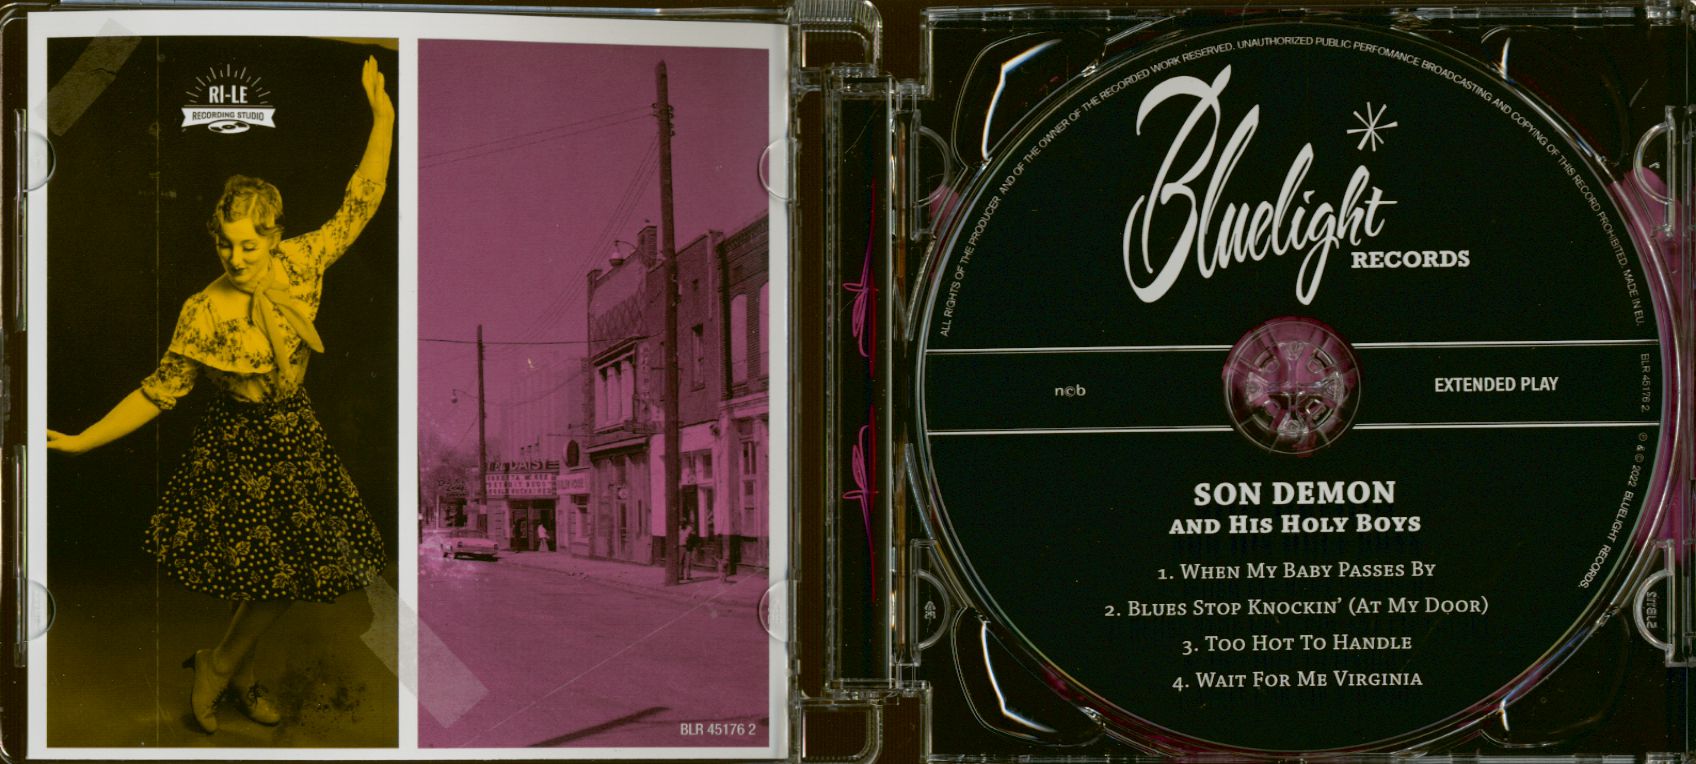 RI-LE
RECORDING STUDIO
DAISY
BLR 45176 2
ALL RIGHTS OF THE PRODUCER AND OF THE OWNER OF THE RECORDED WORK RESERVED. UNAUTHORIZED PUBLIC PERFOMANCE BROADCASTING AND COPYING OF THIS RECORD PROHIBITED. MADE IN EU.
Bluelight
RECORDS
BLR 45176 2
n©b
EXTENDED PLAY
℗ & © 2022 BLUELIGHT RECORDS.
SON DEMON
AND HIS HOLY BOYS
1. WHEN MY BABY PASSES BY
2. BLUES STOP KNOCKIN' (AT MY DOOR)
3. TOO HOT TO HANDLE
4. WAIT FOR ME VIRGINIA